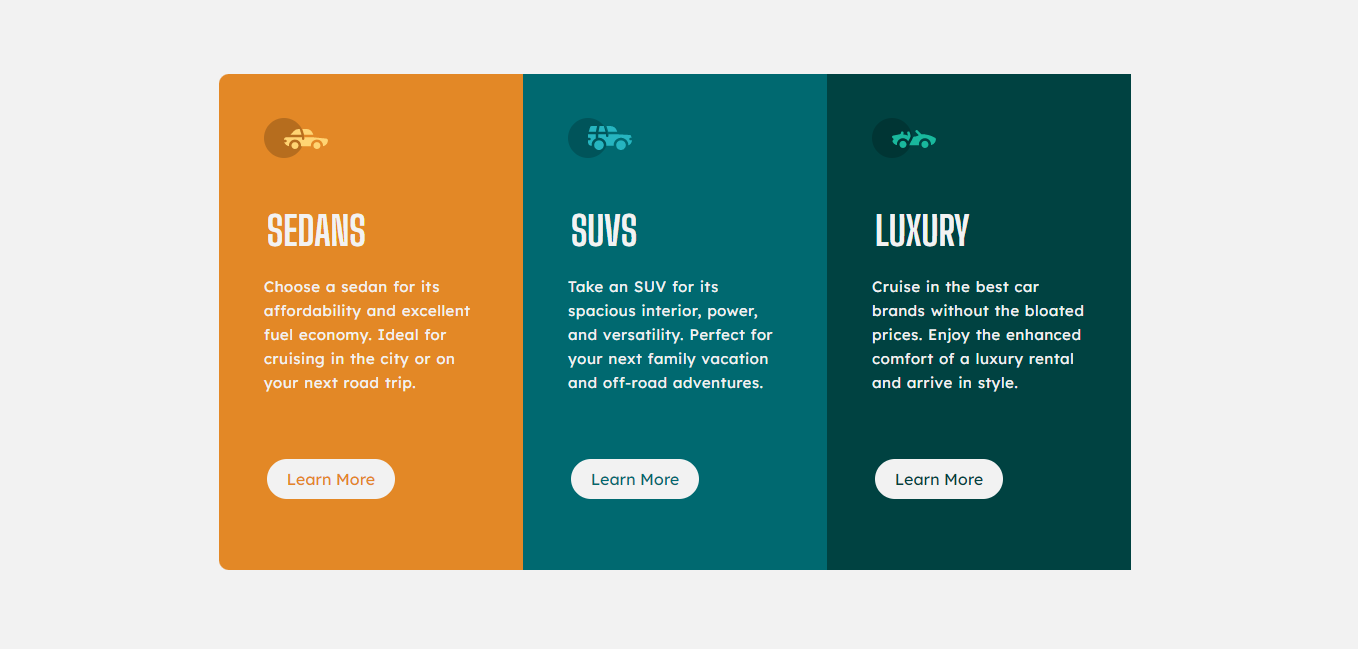 SEDANS
Choose a sedan for its
affordability and excellent
fuel economy. Ideal for
cruising in the city or on
your next road trip.
Learn More
SUVS
Take an SUV for its
spacious interior, power,
and versatility. Perfect for
your next family vacation
and off-road adventures.
Learn More
LUXURY
Cruise in the best car
brands without the bloated
prices. Enjoy the enhanced
comfort of a luxury rental
and arrive in style.
Learn More